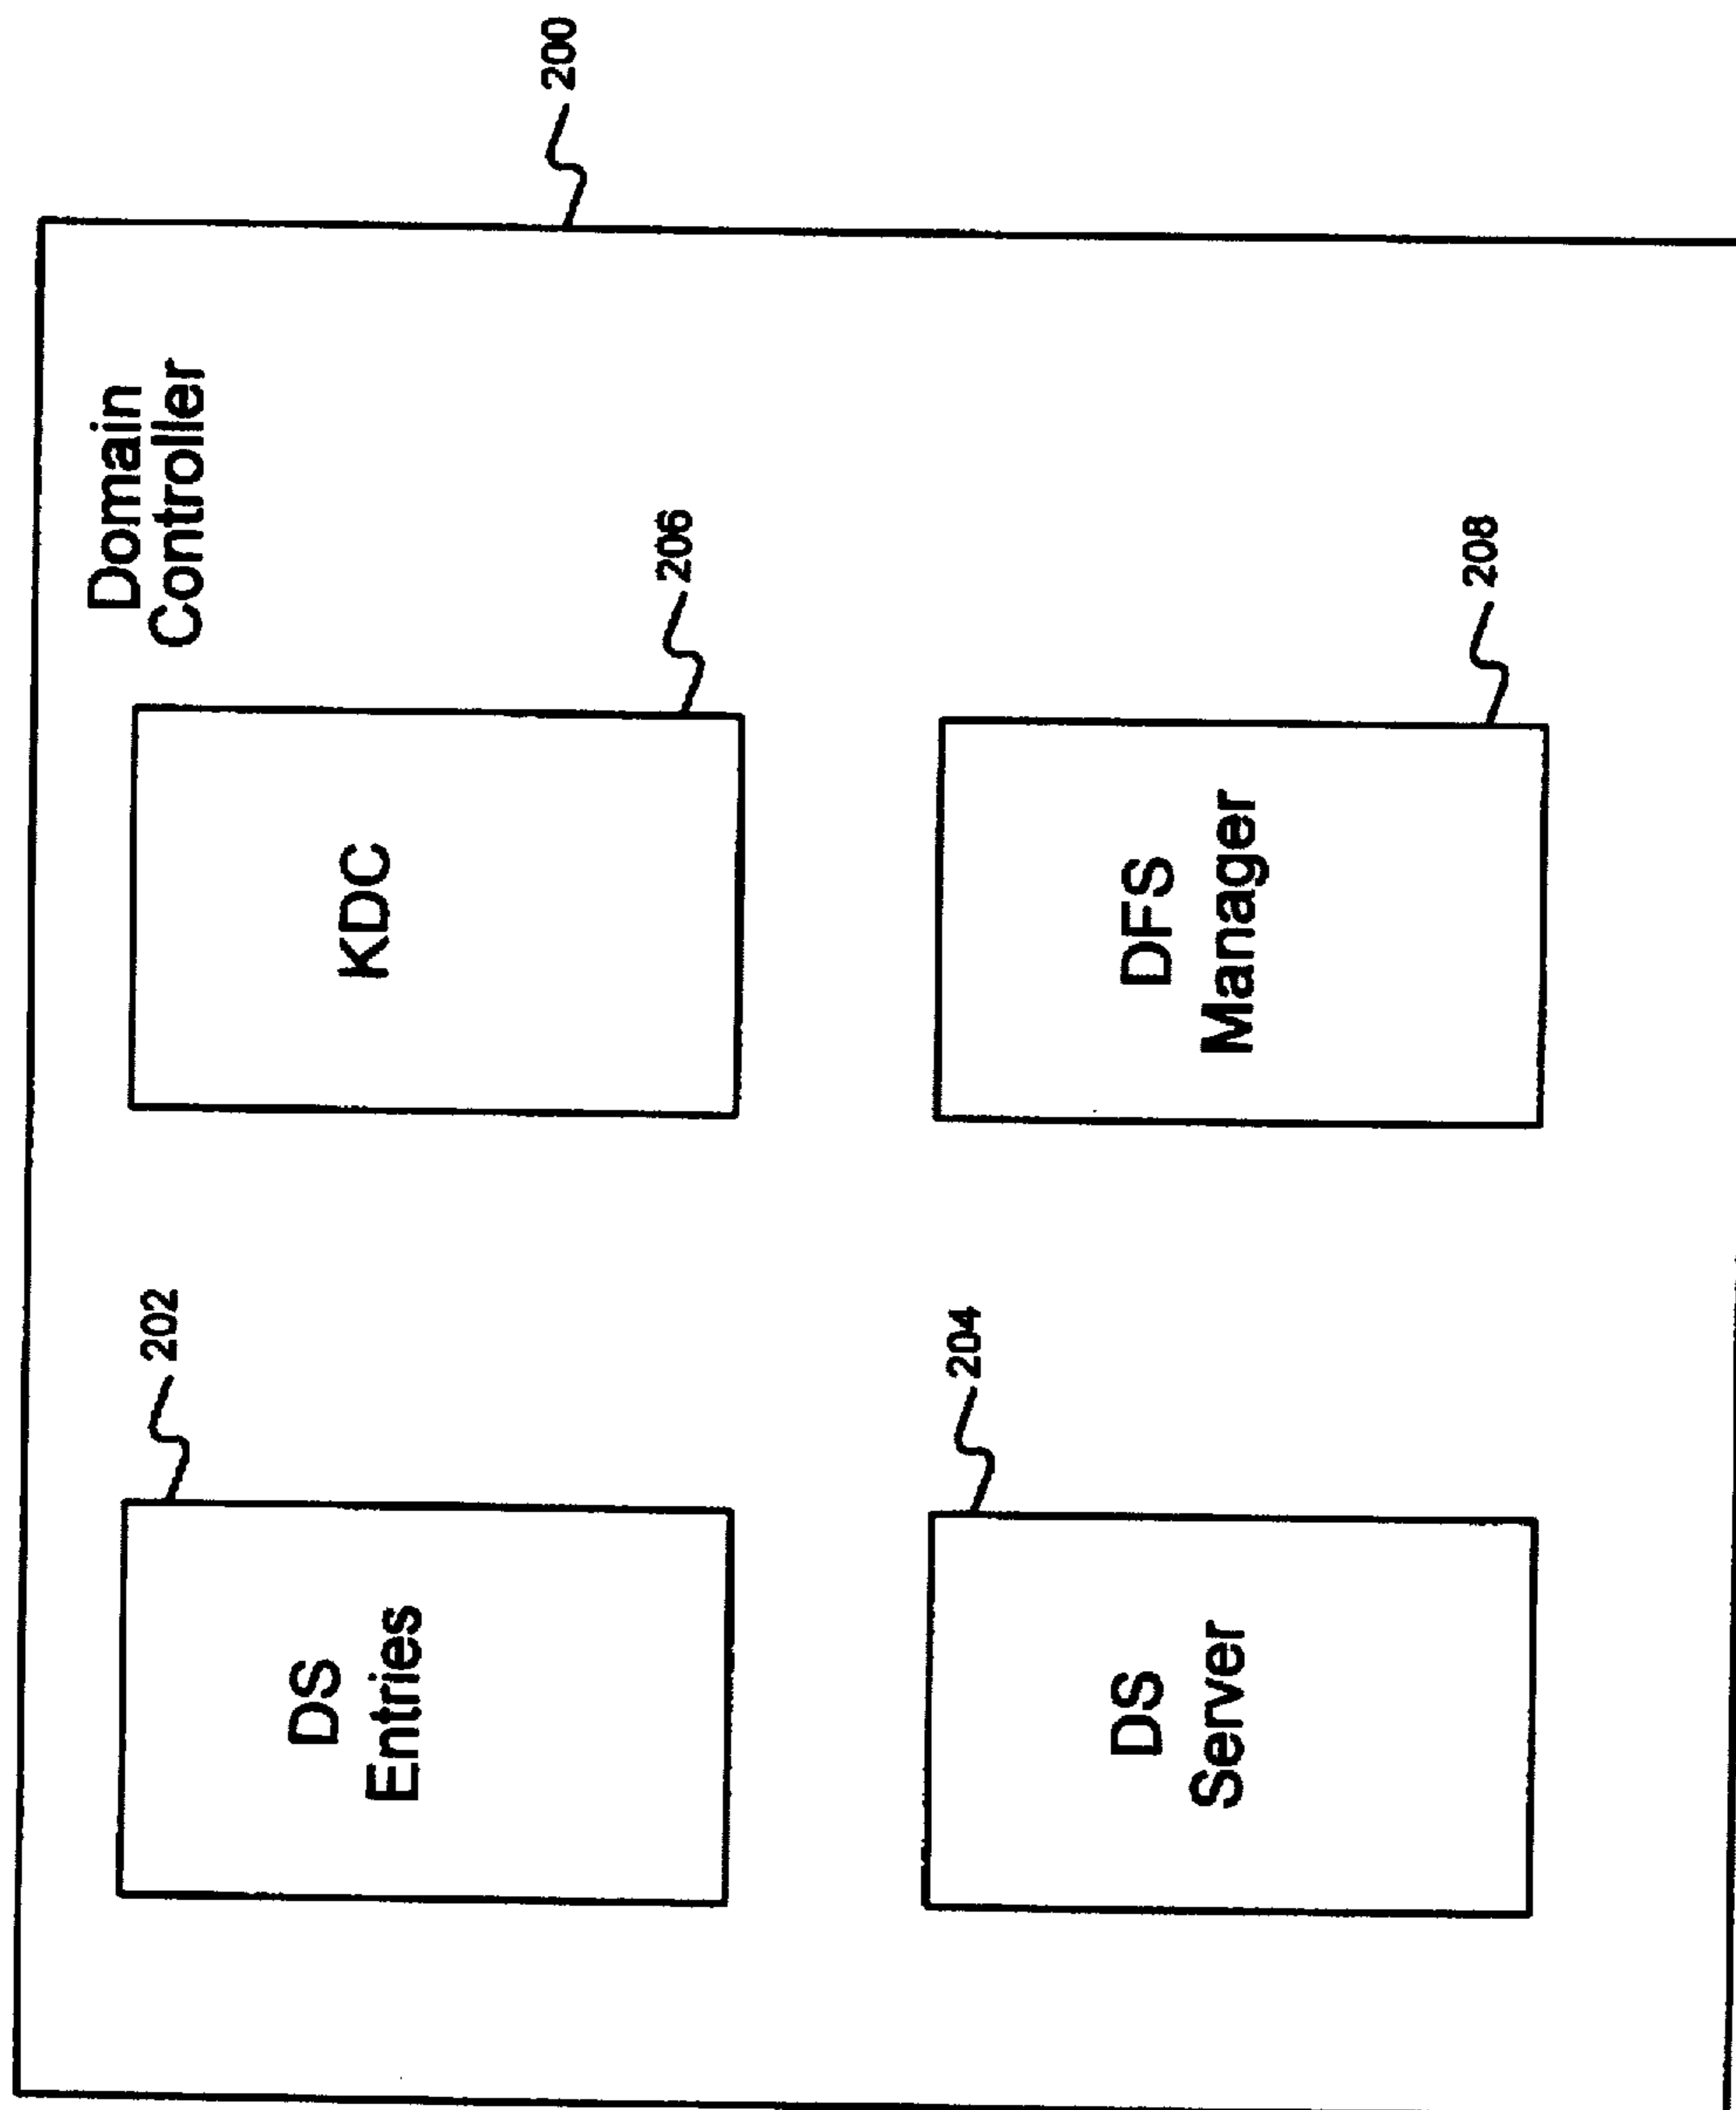 200
Domain
Controller
202
206
DS
Entries
KDC
204
208
DS
Server
DFS
Manager